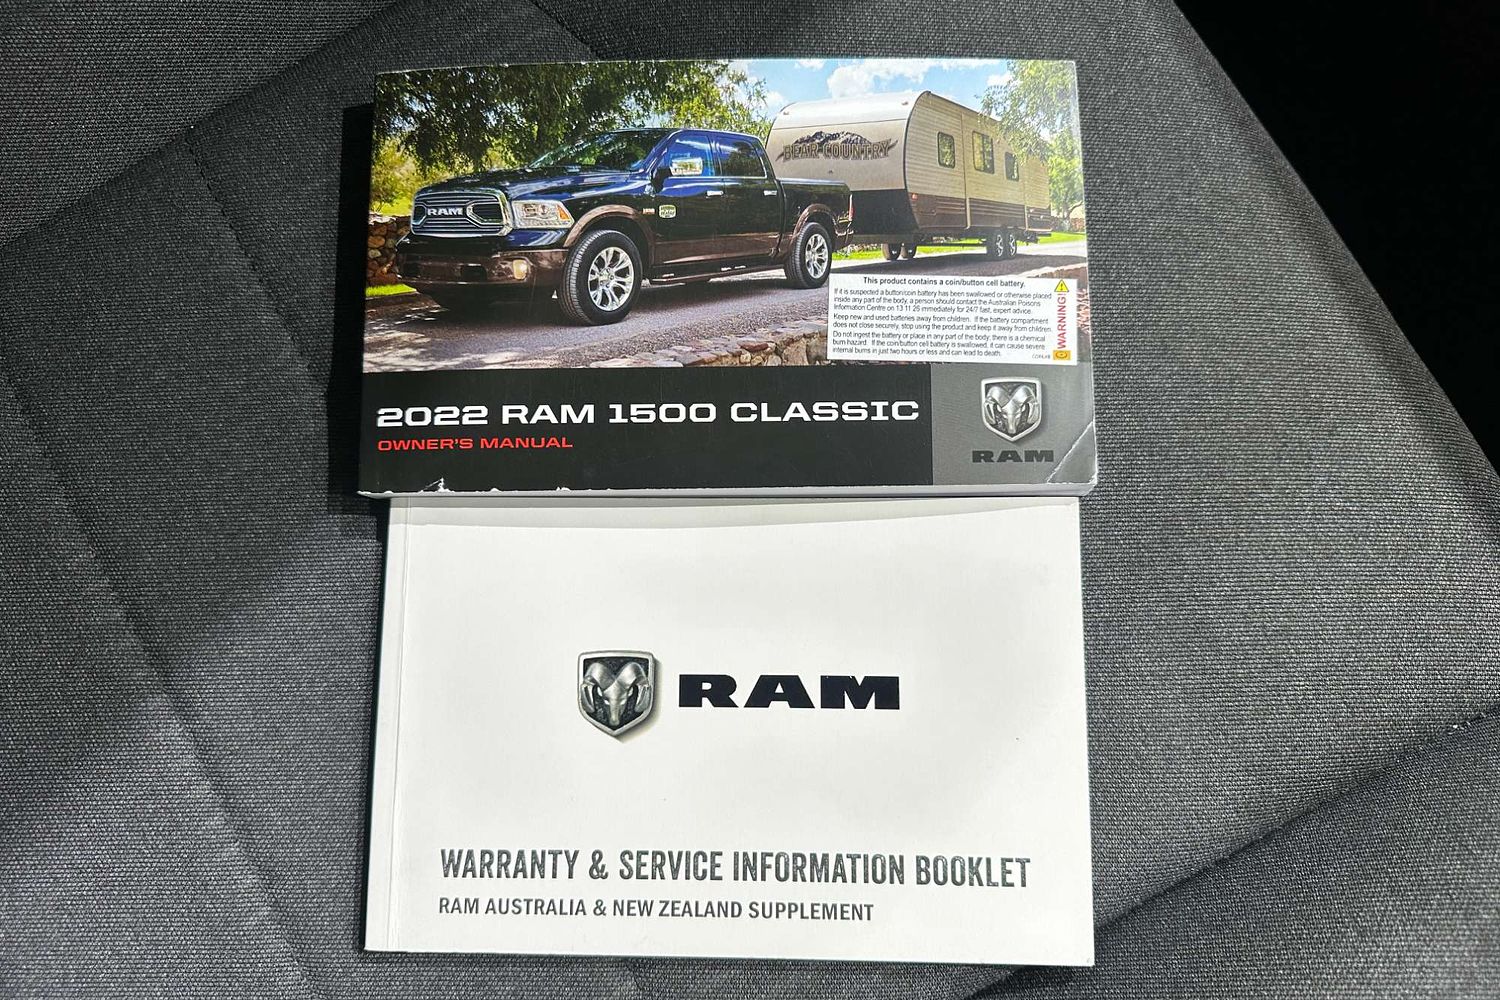 RAM
BEAR COUNTRY
This product contains a coin/button cell battery.
If it is suspected a button/coin battery has been swallowed or otherwise placed
inside any part of the body, a person should contact the Australian Poisons
Information Centre on 13 11 26 immediately for 24/7 fast, expert advice.
Keep new and used batteries away from children. If the battery compartment
does not close securely, stop using the product and keep it away from children.
Do not ingest the battery or place in any part of the body, there is a chemical
burn hazard. If the coin/button cell battery is swallowed, it can cause severe
internal burns in just two hours or less and can lead to death.
WARNING!
2022 RAM 1500 CLASSIC
OWNER'S MANUAL
RAM
RAM
WARRANTY & SERVICE INFORMATION BOOKLET
RAM AUSTRALIA & NEW ZEALAND SUPPLEMENT